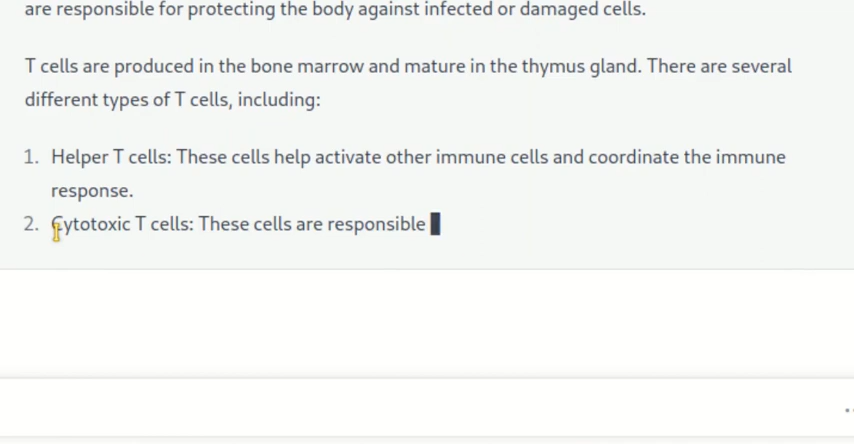 are responsible for protecting the body against infected or damaged cells.
T cells are produced in the bone marrow and mature in the thymus gland. There are several
different types of T cells, including:
1. Helper T cells: These cells help activate other immune cells and coordinate the immune
response.
2. Cytotoxic T cells: These cells are responsible